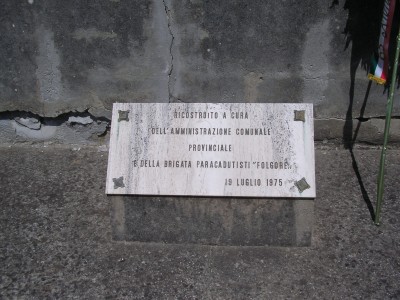 RICOSTRUITO A CURA
DELL'AMMINISTRAZIONE COMUNALE
PROVINCIALE
E DELLA BRIGATA PARACADUTISTI "FOLGORE"
19 LUGLIO 1975